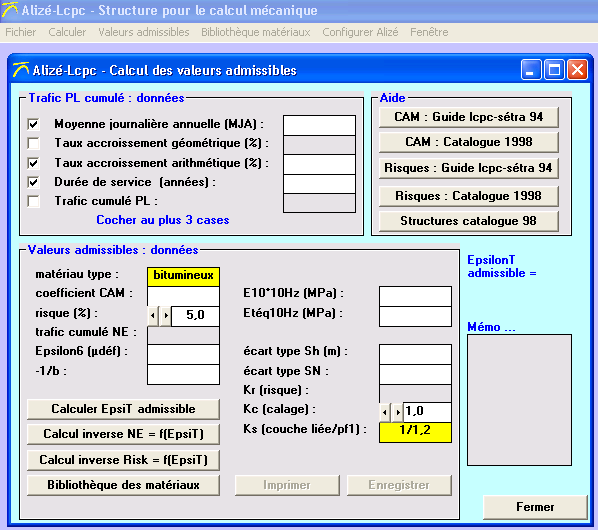 Alizé-Lcpc - Structure pour le calcul mécanique
Fichier Calculer Valeurs admissibles Bibliothèque matériaux Configurer Alizé Fenêtre
Alizé-Lcpc - Calcul des valeurs admissibles
Trafic PL cumulé : données
Moyenne journalière annuelle (MJA) :
Taux accroissement géométrique (%) :
Taux accroissement arithmétique (%) :
Durée de service (années) :
Trafic cumulé PL :
Cocher au plus 3 cases
Aide
CAM : Guide lcpc-sétra 94
CAM : Catalogue 1998
Risques : Guide lcpc-sétra 94
Risques : Catalogue 1998
Structures catalogue 98
Valeurs admissibles : données
matériau type : bitumineux
coefficient CAM :
risque (%) : 5,0
trafic cumulé NE :
Epsilon6 (µdéf) :
-1/b :
E10*10Hz (MPa) :
Etéq10Hz (MPa) :
écart type Sh (m) :
écart type SN :
Kr (risque) :
Kc (calage) : 1,0
Ks (couche liée/pf1) : 1/1,2
Calculer EpsiT admissible
Calcul inverse NE = f(EpsiT)
Calcul inverse Risk = f(EpsiT)
Bibliothèque des matériaux
Imprimer
Enregistrer
EpsilonT
admissible =
Mémo ...
Fermer